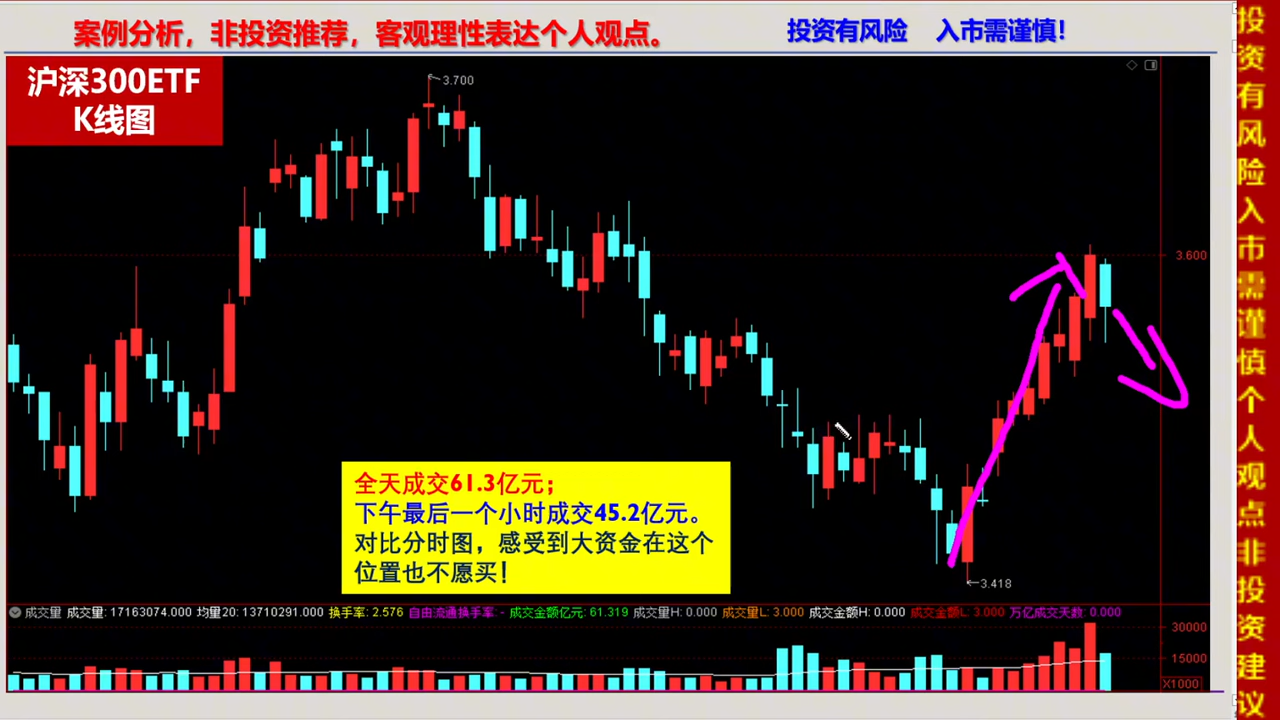 案例分析，非投资推荐，客观理性表达个人观点。
投资有风险 入市需谨慎!
沪深300ETF
K线图
3.700
3.600
全天成交61.3亿元；
下午最后一个小时成交45.2亿元。
对比分时图，感受到大资金在这个
位置也不愿买！
3.418
成交量 成交量: 17163074.000 均量20: 13710291.000 换手率: 2.576 自由流通换手率: - 成交金额亿元: 61.319 成交量H: 0.000 成交量L: 3.000 成交金额H: 0.000 成交金额L: 3.000 万亿成交天数: 0.000
30000
15000
X1000
投资有风险入市需谨慎个人观点非投资建议